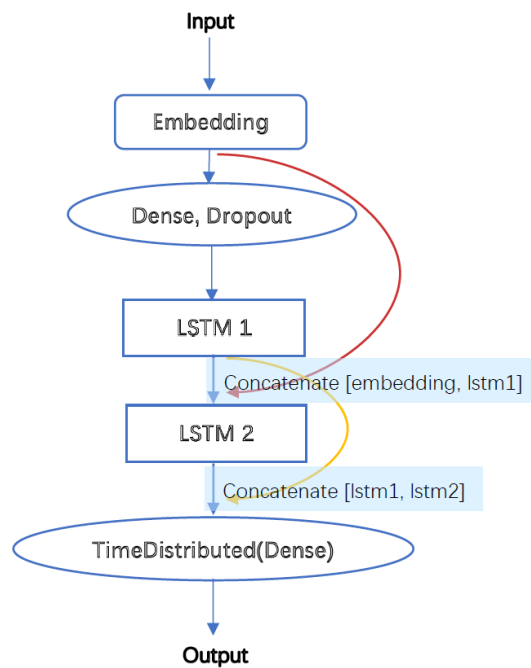 Input
Embedding
Dense, Dropout
LSTM 1
Concatenate [embedding, lstm1]
LSTM 2
Concatenate [lstm1, lstm2]
TimeDistributed(Dense)
Output